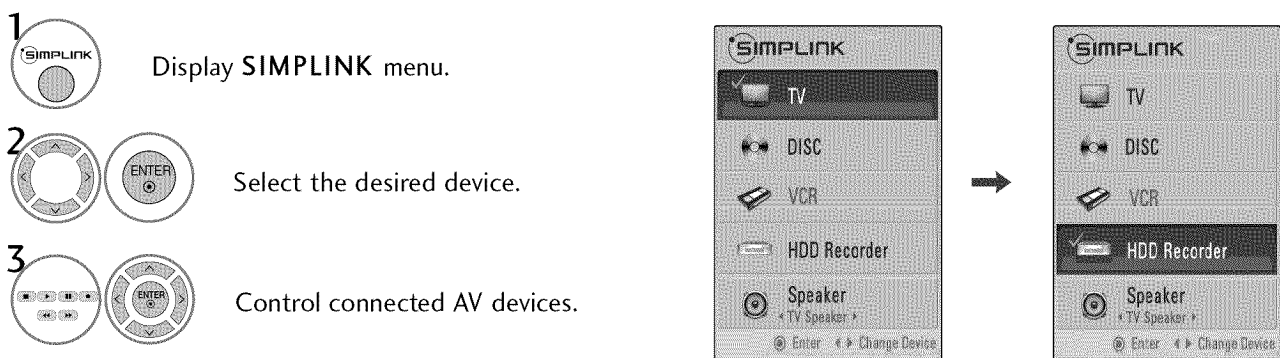 1
SIMPLINK
Display SIMPLINK menu.
2
ENTER
Select the desired device.
3
ENTER
Control connected AV devices.
SIMPLINK
TV
DISC
VCR
HDD Recorder
Speaker
TV Speaker
Enter Change Device
SIMPLINK
TV
DISC
VCR
HDD Recorder
Speaker
TV Speaker
Enter Change Device